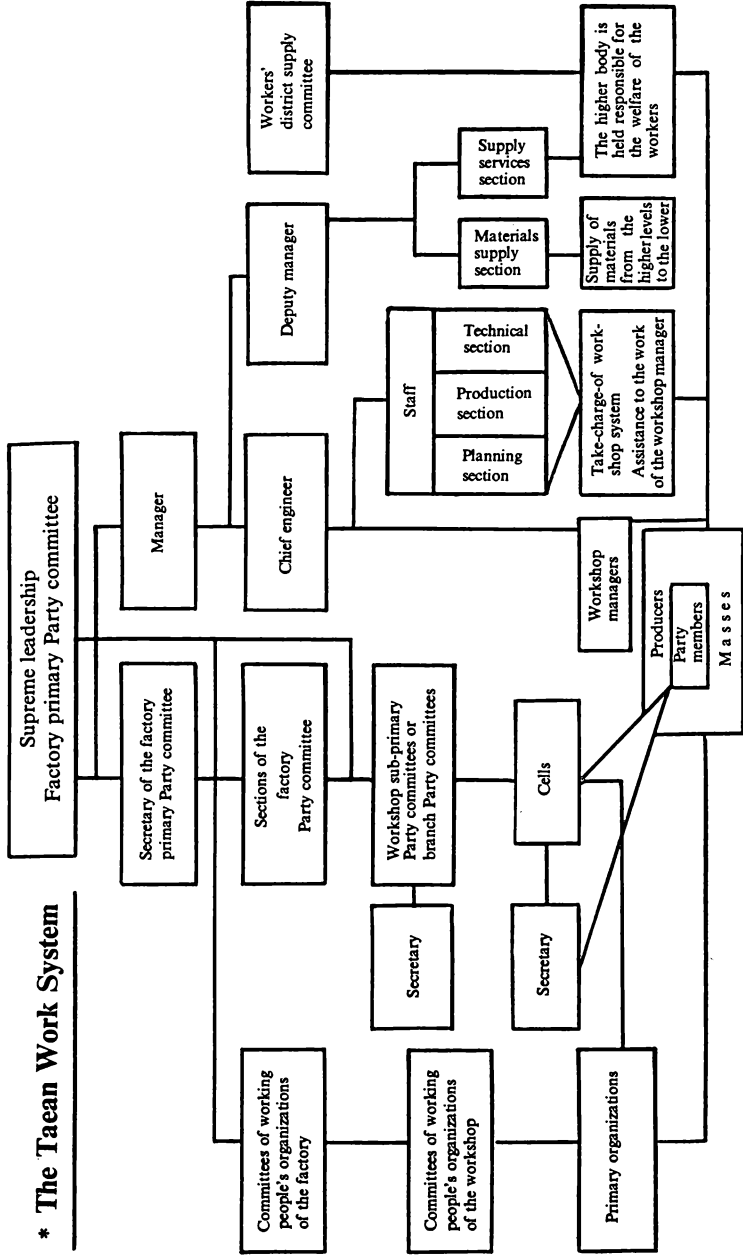 * The Taean Work System
Supreme leadership
Factory primary Party committee
Secretary of the factory
primary Party committee
Manager
Committees of working
people's organizations
of the factory
Sections of the
factory
Party committee
Chief engineer
Deputy manager
Workers'
district supply
committee
Secretary
Workshop sub-primary
Party committees or
branch Party committees
Staff
Planning
section
Production
section
Technical
section
Materials
supply
section
Supply
services
section
Committees of working
people's organizations
of the workshop
Secretary
Cells
Primary organizations
Workshop
managers
Take-charge-of work-
shop system
Assistance to the work
of the workshop manager
Supply of
materials
from the
higher levels
to the lower
The higher body is
held responsible for
the welfare of the
workers
Producers
Party
members
Masses